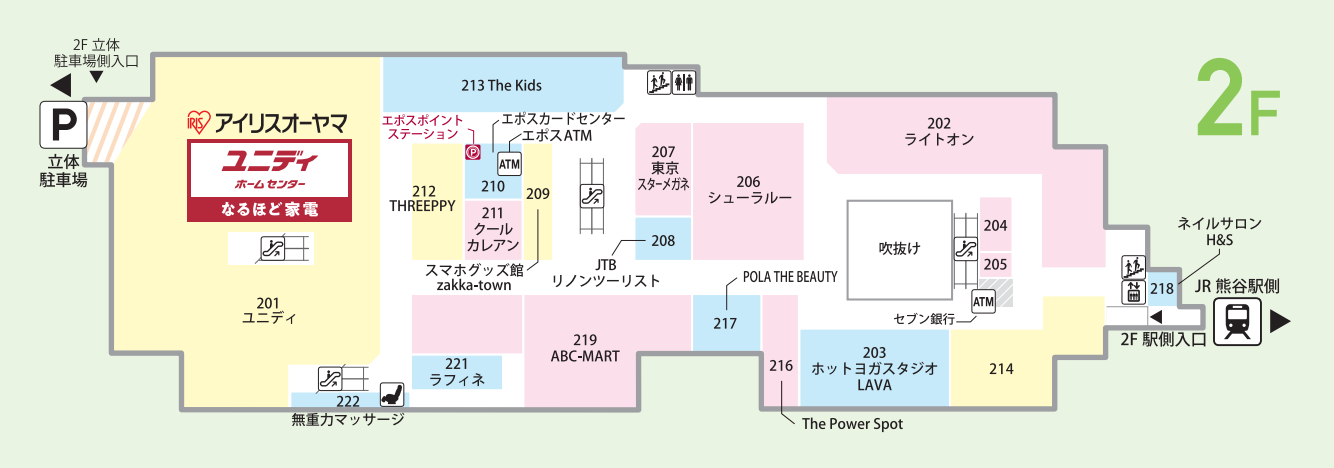 2F 立体
駐車場側入口
P
立体
駐車場
IRIS
アイリスオーヤマ
ユニディ
ホームセンター
なるほど家電
201
ユニディ
213 The Kids
エポスポイント
ステーション
エポスカードセンター
エポス ATM
P
ATM
212
THREEPPY
210
209
211
クール
カレアン
スマホグッズ館
zakka-town
207
東京
スターメガネ
206
シューラルー
208
JTB
リノンツーリスト
202
ライトオン
吹抜け
204
205
ATM
セブン銀行
POLA THE BEAUTY
217
219
ABC-MART
221
ラフィネ
222
無重力マッサージ
216
The Power Spot
203
ホットヨガスタジオ
LAVA
214
ネイルサロン
H&S
218
JR 熊谷駅側
2F 駅側入口
2F